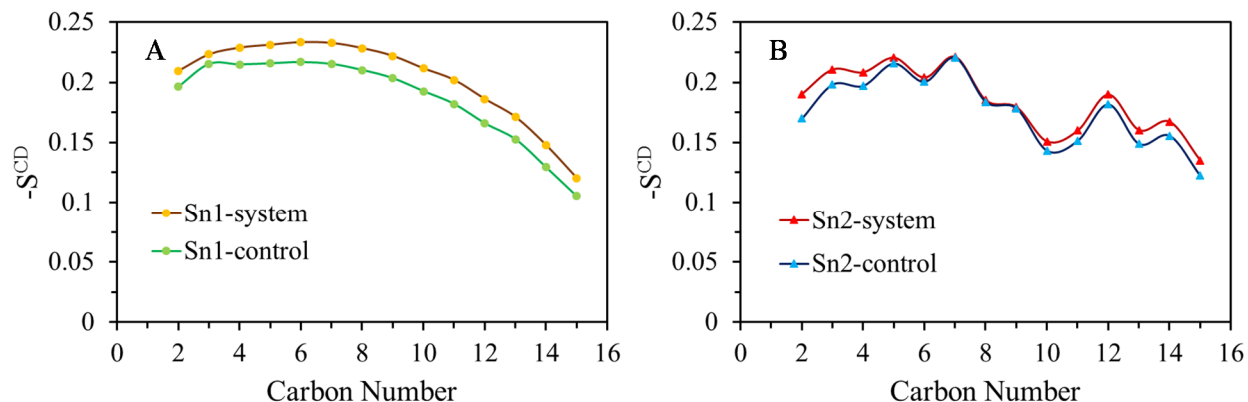 A
0.25
0.2
0.15
0.1
0.05
0
-S^CD
Sn1-system
Sn1-control
0 2 4 6 8 10 12 14 16
Carbon Number
B
0.25
0.2
0.15
0.1
0.05
0
-S^CD
Sn2-system
Sn2-control
0 2 4 6 8 10 12 14 16
Carbon Number